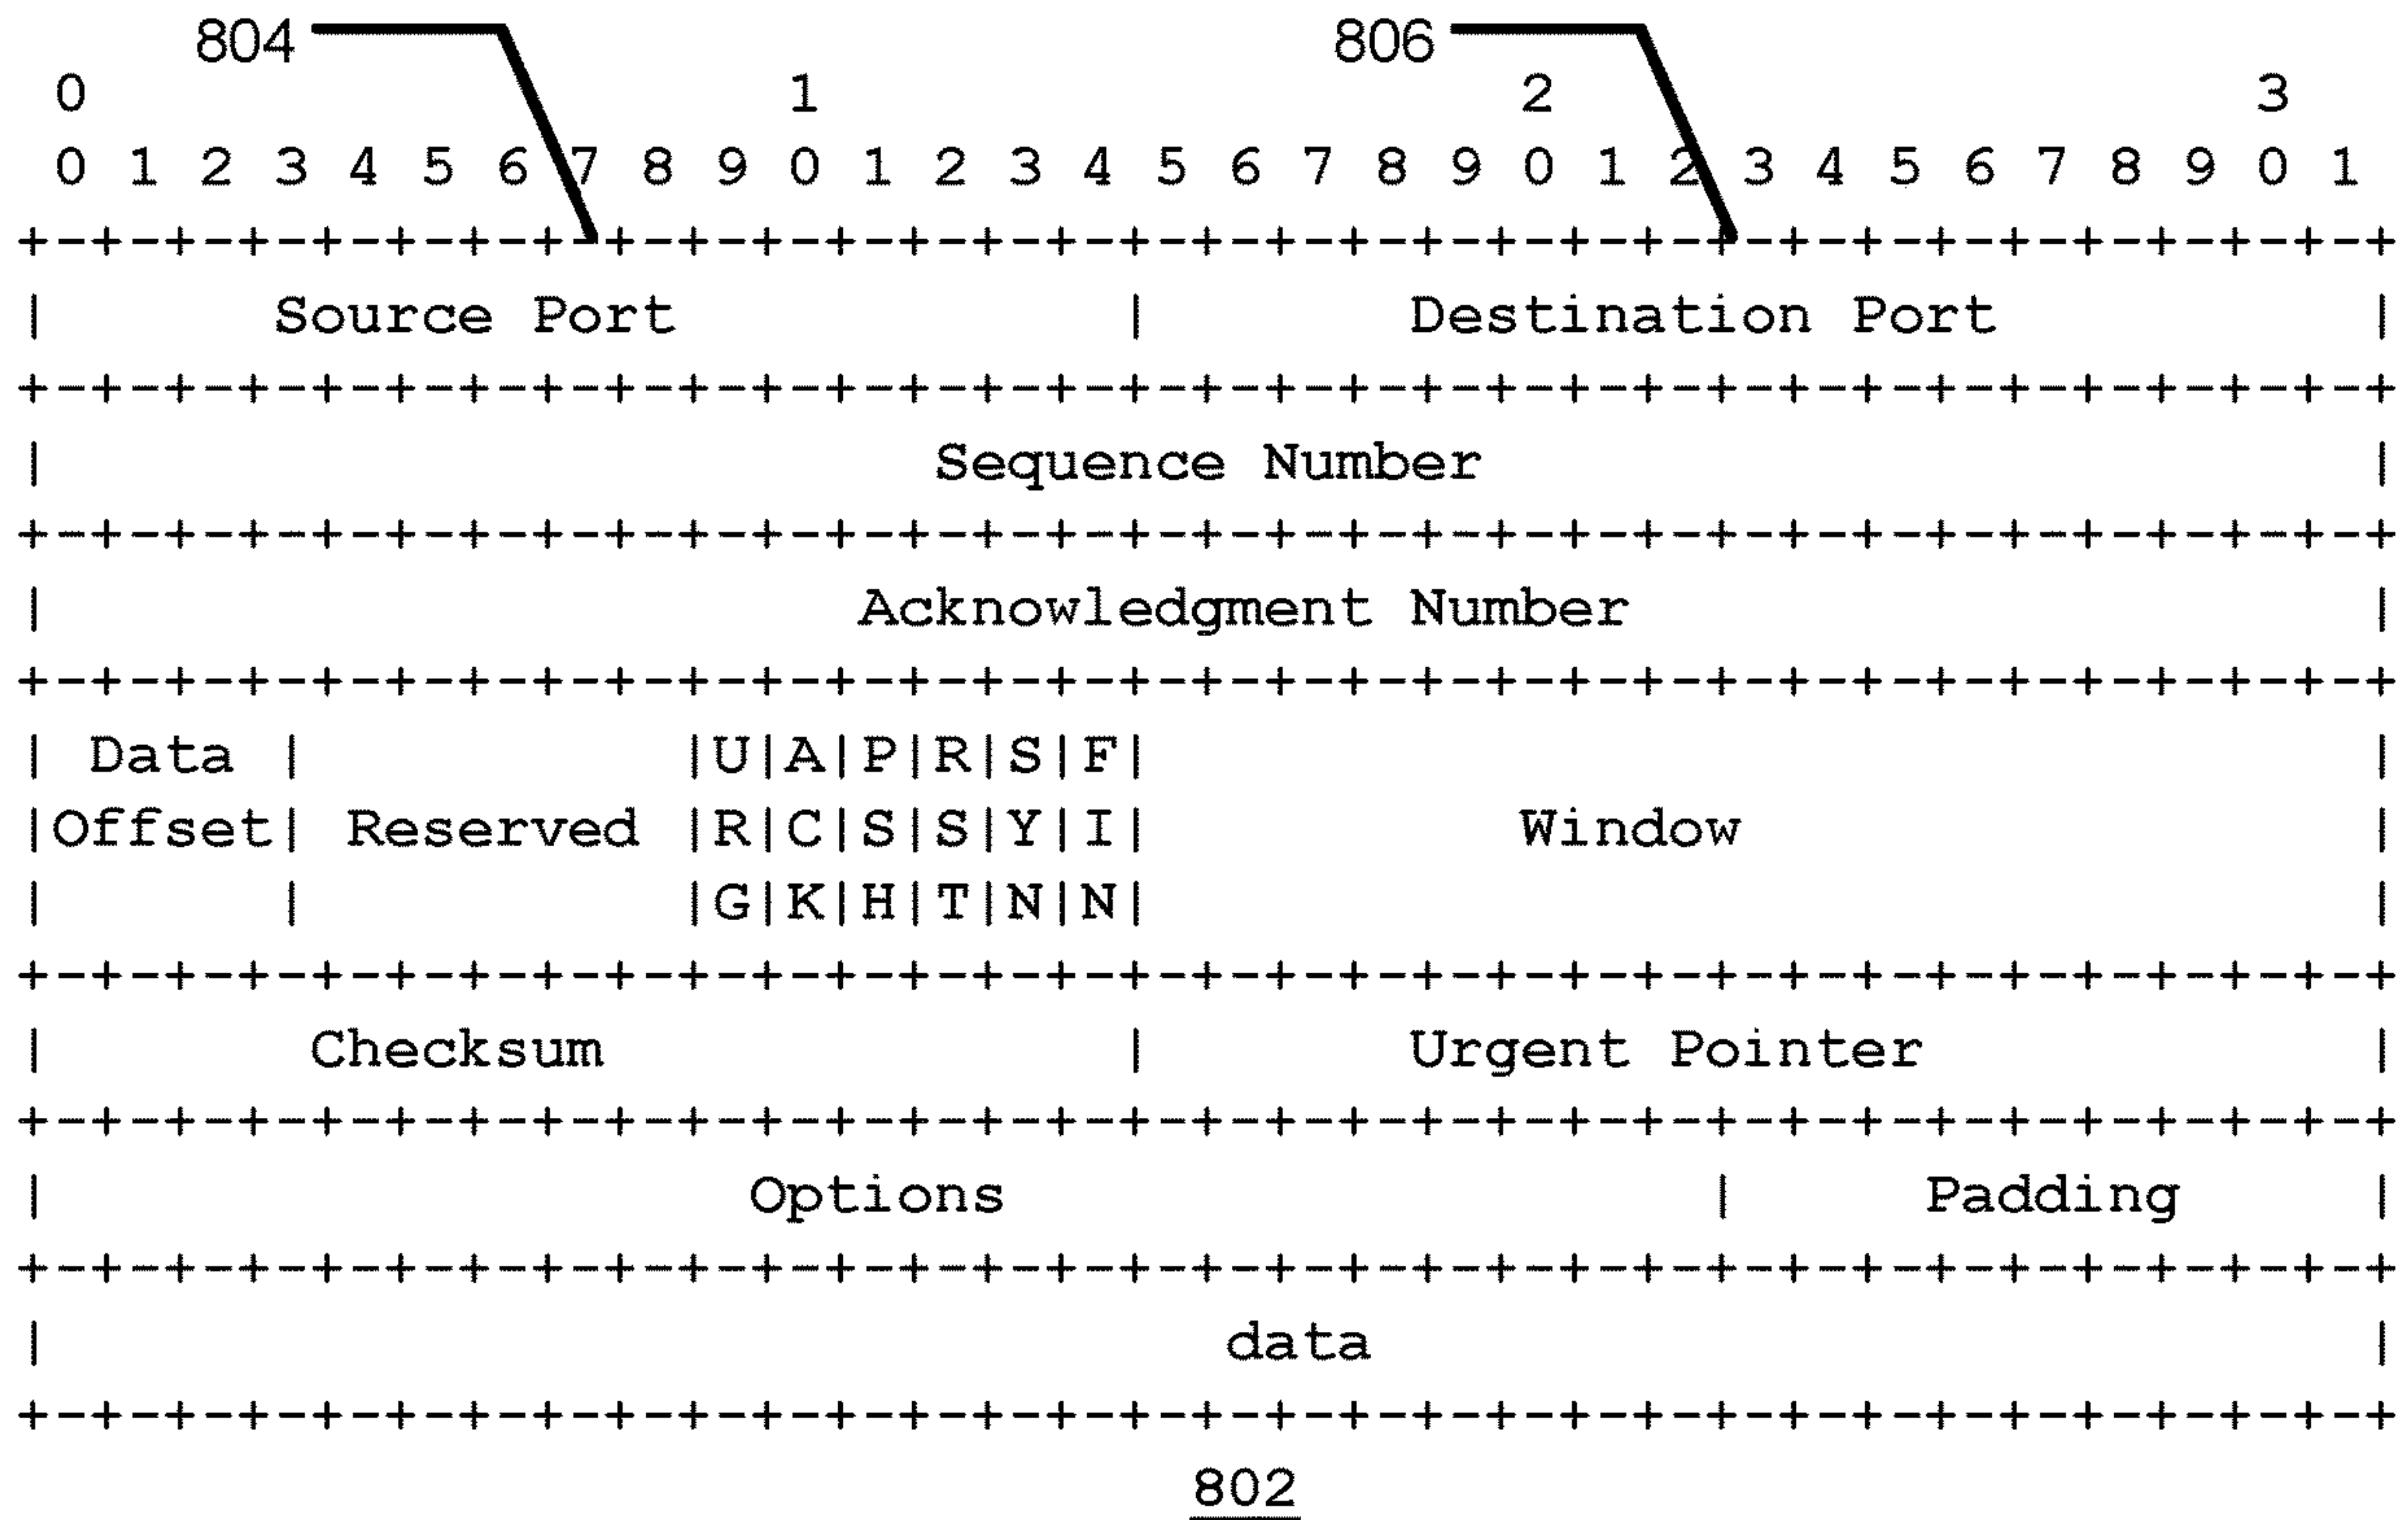 804 806
0 1 2 3
0 1 2 3 4 5 6 7 8 9 0 1 2 3 4 5 6 7 8 9 0 1 2 3 4 5 6 7 8 9 0 1
+-+-+-+-+-+-+-+-+-+-+-+-+-+-+-+-+-+-+-+-+-+-+-+-+-+-+-+-+-+-+-+-+
| Source Port | Destination Port |
+-+-+-+-+-+-+-+-+-+-+-+-+-+-+-+-+-+-+-+-+-+-+-+-+-+-+-+-+-+-+-+-+
| Sequence Number |
+-+-+-+-+-+-+-+-+-+-+-+-+-+-+-+-+-+-+-+-+-+-+-+-+-+-+-+-+-+-+-+-+
| Acknowledgment Number |
+-+-+-+-+-+-+-+-+-+-+-+-+-+-+-+-+-+-+-+-+-+-+-+-+-+-+-+-+-+-+-+-+
| Data | |U|A|P|R|S|F| |
|Offset| Reserved |R|C|S|S|Y|I| Window |
| | |G|K|H|T|N|N| |
+-+-+-+-+-+-+-+-+-+-+-+-+-+-+-+-+-+-+-+-+-+-+-+-+-+-+-+-+-+-+-+-+
| Checksum | Urgent Pointer |
+-+-+-+-+-+-+-+-+-+-+-+-+-+-+-+-+-+-+-+-+-+-+-+-+-+-+-+-+-+-+-+-+
| Options | Padding |
+-+-+-+-+-+-+-+-+-+-+-+-+-+-+-+-+-+-+-+-+-+-+-+-+-+-+-+-+-+-+-+-+
| data |
+-+-+-+-+-+-+-+-+-+-+-+-+-+-+-+-+-+-+-+-+-+-+-+-+-+-+-+-+-+-+-+-+
802